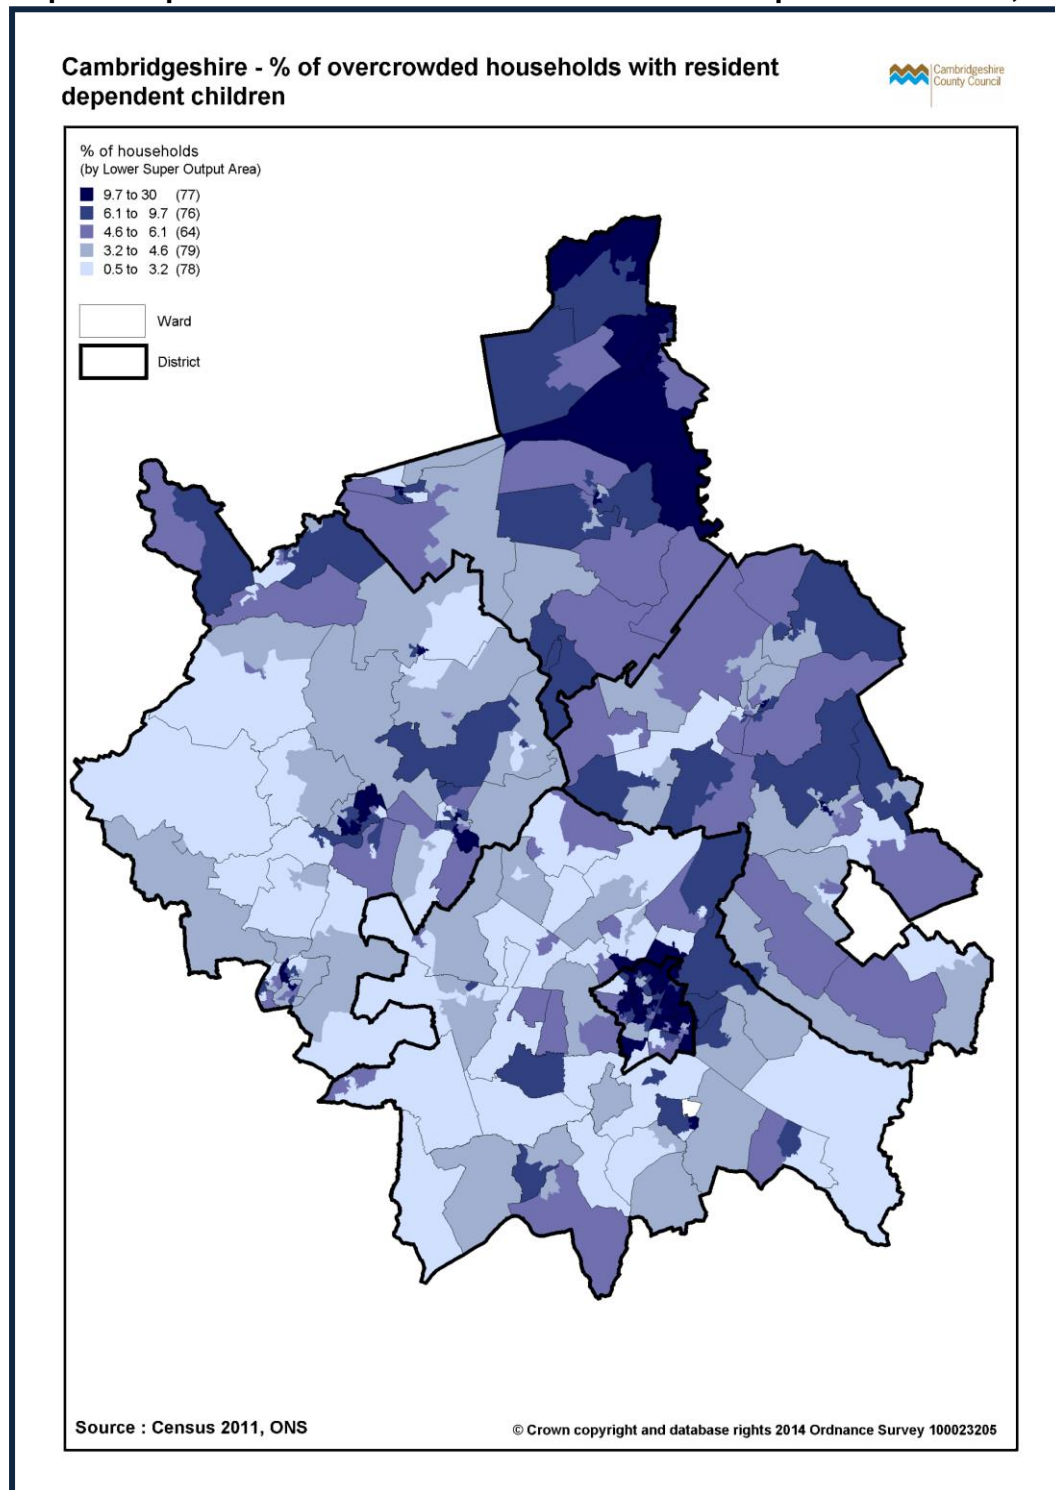 Cambridgeshire - % of overcrowded households with resident
dependent children
Cambridgeshire
County Council
% of households
(by Lower Super Output Area)
9.7 to 30 (77)
6.1 to 9.7 (76)
4.6 to 6.1 (64)
3.2 to 4.6 (79)
0.5 to 3.2 (78)
Ward
District
Source : Census 2011, ONS
© Crown copyright and database rights 2014 Ordnance Survey 100023205